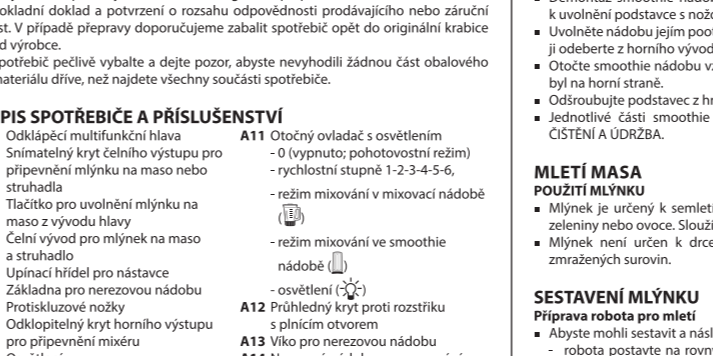 okladní doklad a potvrzení o rozsahu odpovědnosti prodávajícího nebo záruční
st. V případě přepravy doporučujeme zabalit spotřebič opět do originální krabice
d výrobce.
potřebič pečlivě vybalte a dejte pozor, abyste nevyhodili žádnou část obalového
materiálu dříve, než najdete všechny součásti spotřebiče.
PIS SPOTŘEBIČE A PŘÍSLUŠENSTVÍ
Odklápěcí multifunkční hlava
Snímatelný kryt čelního výstupu pro
připevnění mlýnku na maso nebo
struhadla
Tlačítko pro uvolnění mlýnku na
maso z vývodu hlavy
Čelní vývod pro mlýnek na maso
a struhadlo
Upínací hřídel pro nástavce
Základna pro nerezovou nádobu
Protiskluzové nožky
Odklopitelný kryt horního výstupu
pro připevnění mixéru
A11 Otočný ovladač s osvětlením
- 0 (vypnuto; pohotovostní režim)
- rychlostní stupně 1-2-3-4-5-6,
- režim mixování v mixovací nádobě
()
- režim mixování ve smoothie
nádobě ()
- osvětlení ()
A12 Průhledný kryt proti rozstřiku
s plnícím otvorem
A13 Víko pro nerezovou nádobu
k uvolnění podstavce s nož
Uvolněte nádobu jejím poot
ji odeberte z horního vývod
Otočte smoothie nádobu vz
byl na horní straně.
Odšroubujte podstavec z hr
Jednotlivé části smoothie
ČIŠTĚNÍ A ÚDRŽBA.
MLETÍ MASA
POUŽITÍ MLÝNKU
Mlýnek je určený k semletí
zeleniny nebo ovoce. Slouží
Mlýnek není určen k drce
zmražených surovin.
SESTAVENÍ MLÝNKU
Příprava robota pro mletí
Abyste mohli sestavit a násl
- robota postavte na rovný